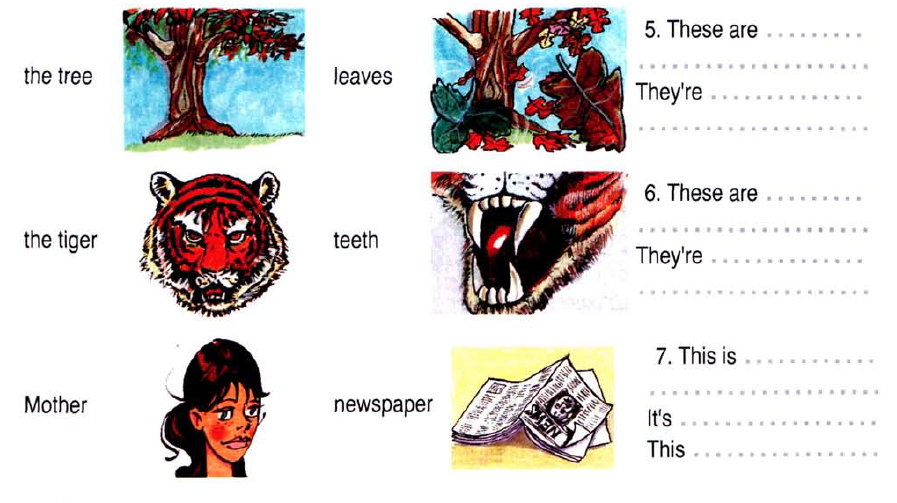 the tree
leaves
5. These are ..........
.......................
They're ................
.......................
the tiger
teeth
6. These are ..........
.......................
They're ................
.......................
Mother
newspaper
NEWS
7. This is .............
.......................
It's ....................
This ...................